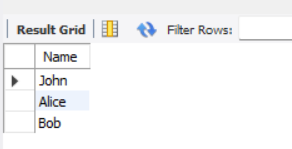 Result Grid Filter Rows:
Name
John
Alice
Bob